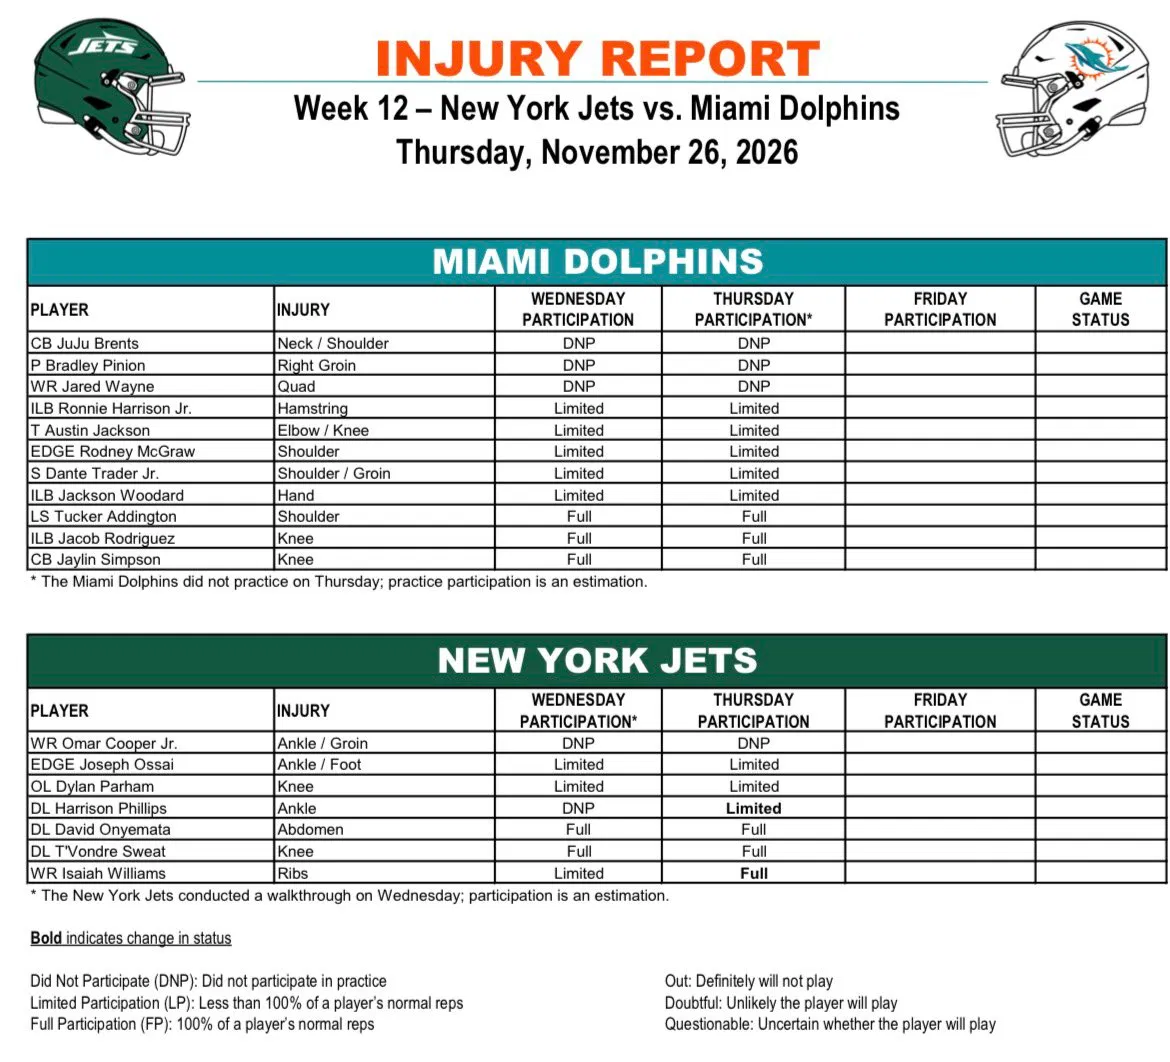 JETS
INJURY REPORT
Week 12 – New York Jets vs. Miami Dolphins
Thursday, November 26, 2026
MIAMI DOLPHINS
PLAYER INJURY WEDNESDAY PARTICIPATION THURSDAY PARTICIPATION* FRIDAY PARTICIPATION GAME STATUS
CB JuJu Brents Neck / Shoulder DNP DNP
P Bradley Pinion Right Groin DNP DNP
WR Jared Wayne Quad DNP DNP
ILB Ronnie Harrison Jr. Hamstring Limited Limited
T Austin Jackson Elbow / Knee Limited Limited
EDGE Rodney McGraw Shoulder Limited Limited
S Dante Trader Jr. Shoulder / Groin Limited Limited
ILB Jackson Woodard Hand Limited Limited
LS Tucker Addington Shoulder Full Full
ILB Jacob Rodriguez Knee Full Full
CB Jaylin Simpson Knee Full Full
* The Miami Dolphins did not practice on Thursday; practice participation is an estimation.
NEW YORK JETS
PLAYER INJURY WEDNESDAY PARTICIPATION* THURSDAY PARTICIPATION FRIDAY PARTICIPATION GAME STATUS
WR Omar Cooper Jr. Ankle / Groin DNP DNP
EDGE Joseph Ossai Ankle / Foot Limited Limited
OL Dylan Parham Knee Limited Limited
DL Harrison Phillips Ankle DNP Limited
DL David Onyemata Abdomen Full Full
DL T'Vondre Sweat Knee Full Full
WR Isaiah Williams Ribs Limited Full
* The New York Jets conducted a walkthrough on Wednesday; participation is an estimation.
Bold indicates change in status
Did Not Participate (DNP): Did not participate in practice
Limited Participation (LP): Less than 100% of a player's normal reps
Full Participation (FP): 100% of a player's normal reps
Out: Definitely will not play
Doubtful: Unlikely the player will play
Questionable: Uncertain whether the player will play